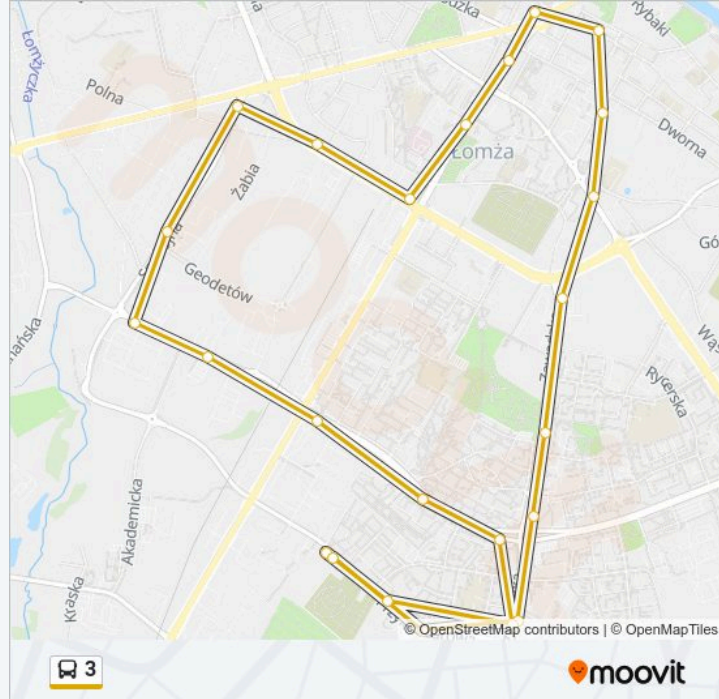 Rybaki
Łomżyczka
Polna
Dworna
Łomża
Żabia
Geodetów
Rycerska
Akademicka
Kraska
© OpenStreetMap contributors | © OpenMapTiles
3
moovit